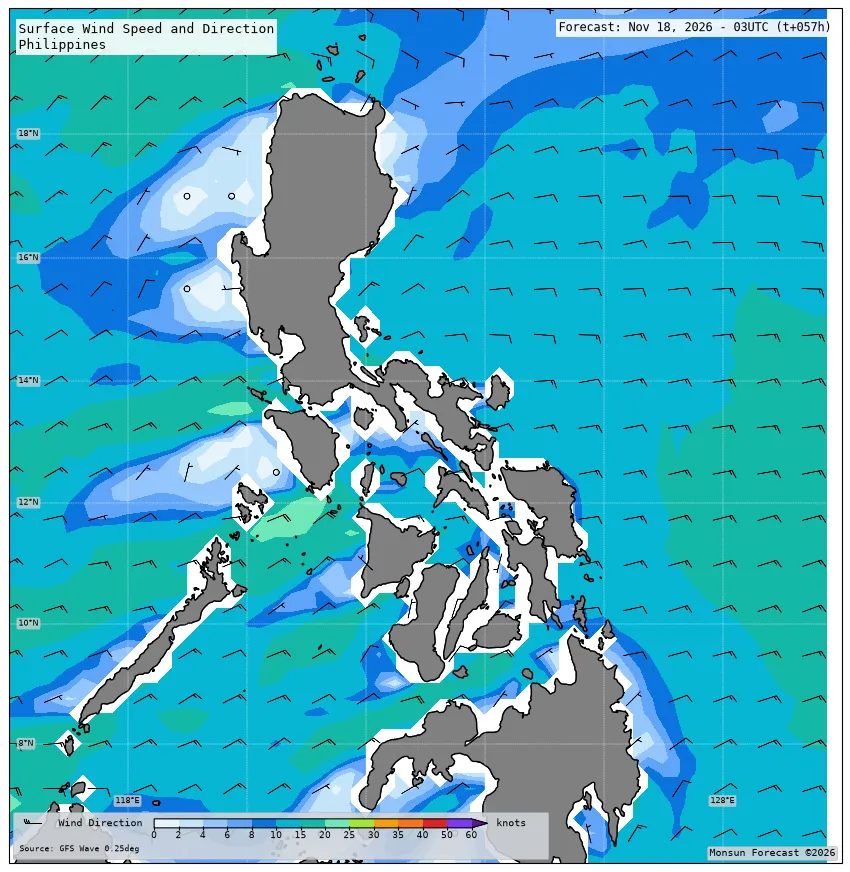 Surface Wind Speed and Direction
Philippines
Forecast: Nov 18, 2026 - 03UTC (t+057h)
18°N
16°N
14°N
12°N
10°N
8°N
118°E
128°E
Wind Direction
knots
0 2 4 6 8 10 15 20 25 30 35 40 50 60
Source: GFS Wave 0.25deg
Monsun Forecast ©2026